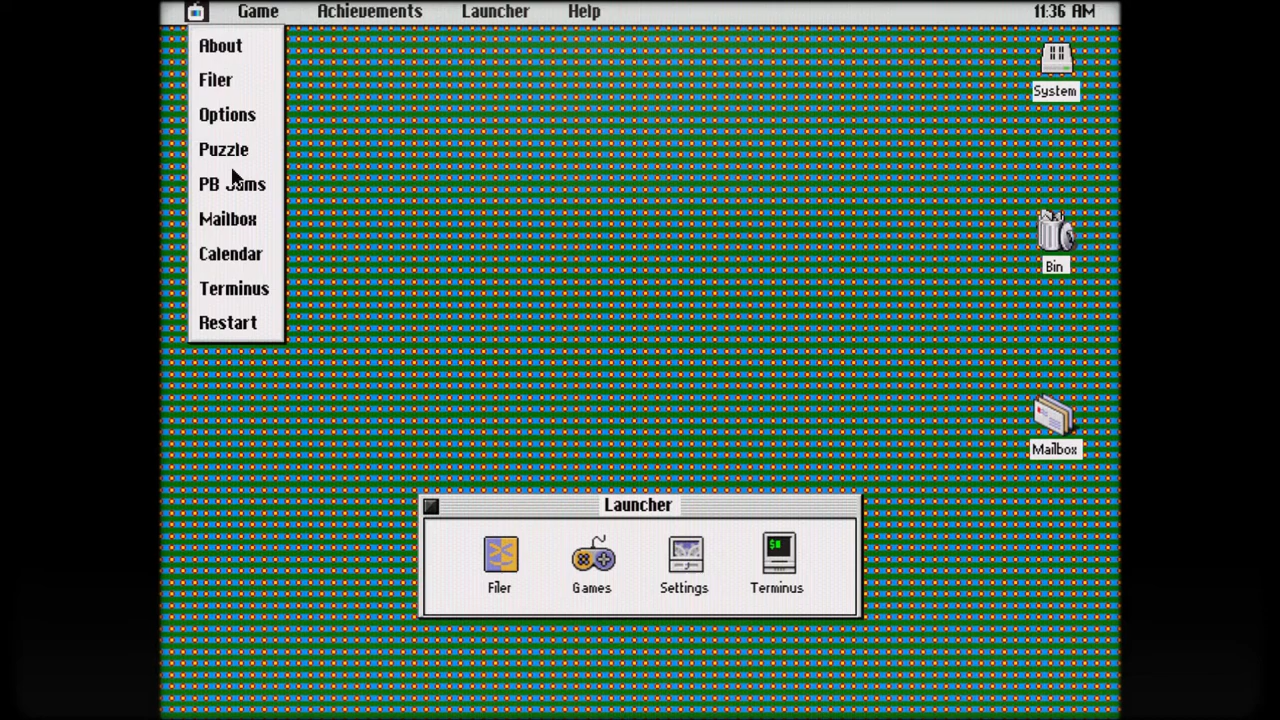 Game Achievements Launcher Help 11:36 AM
About
Filer
Options
Puzzle
PB Jams
Mailbox
Calendar
Terminus
Restart
System
Bin
Mailbox
Launcher
$
Filer Games Settings Terminus